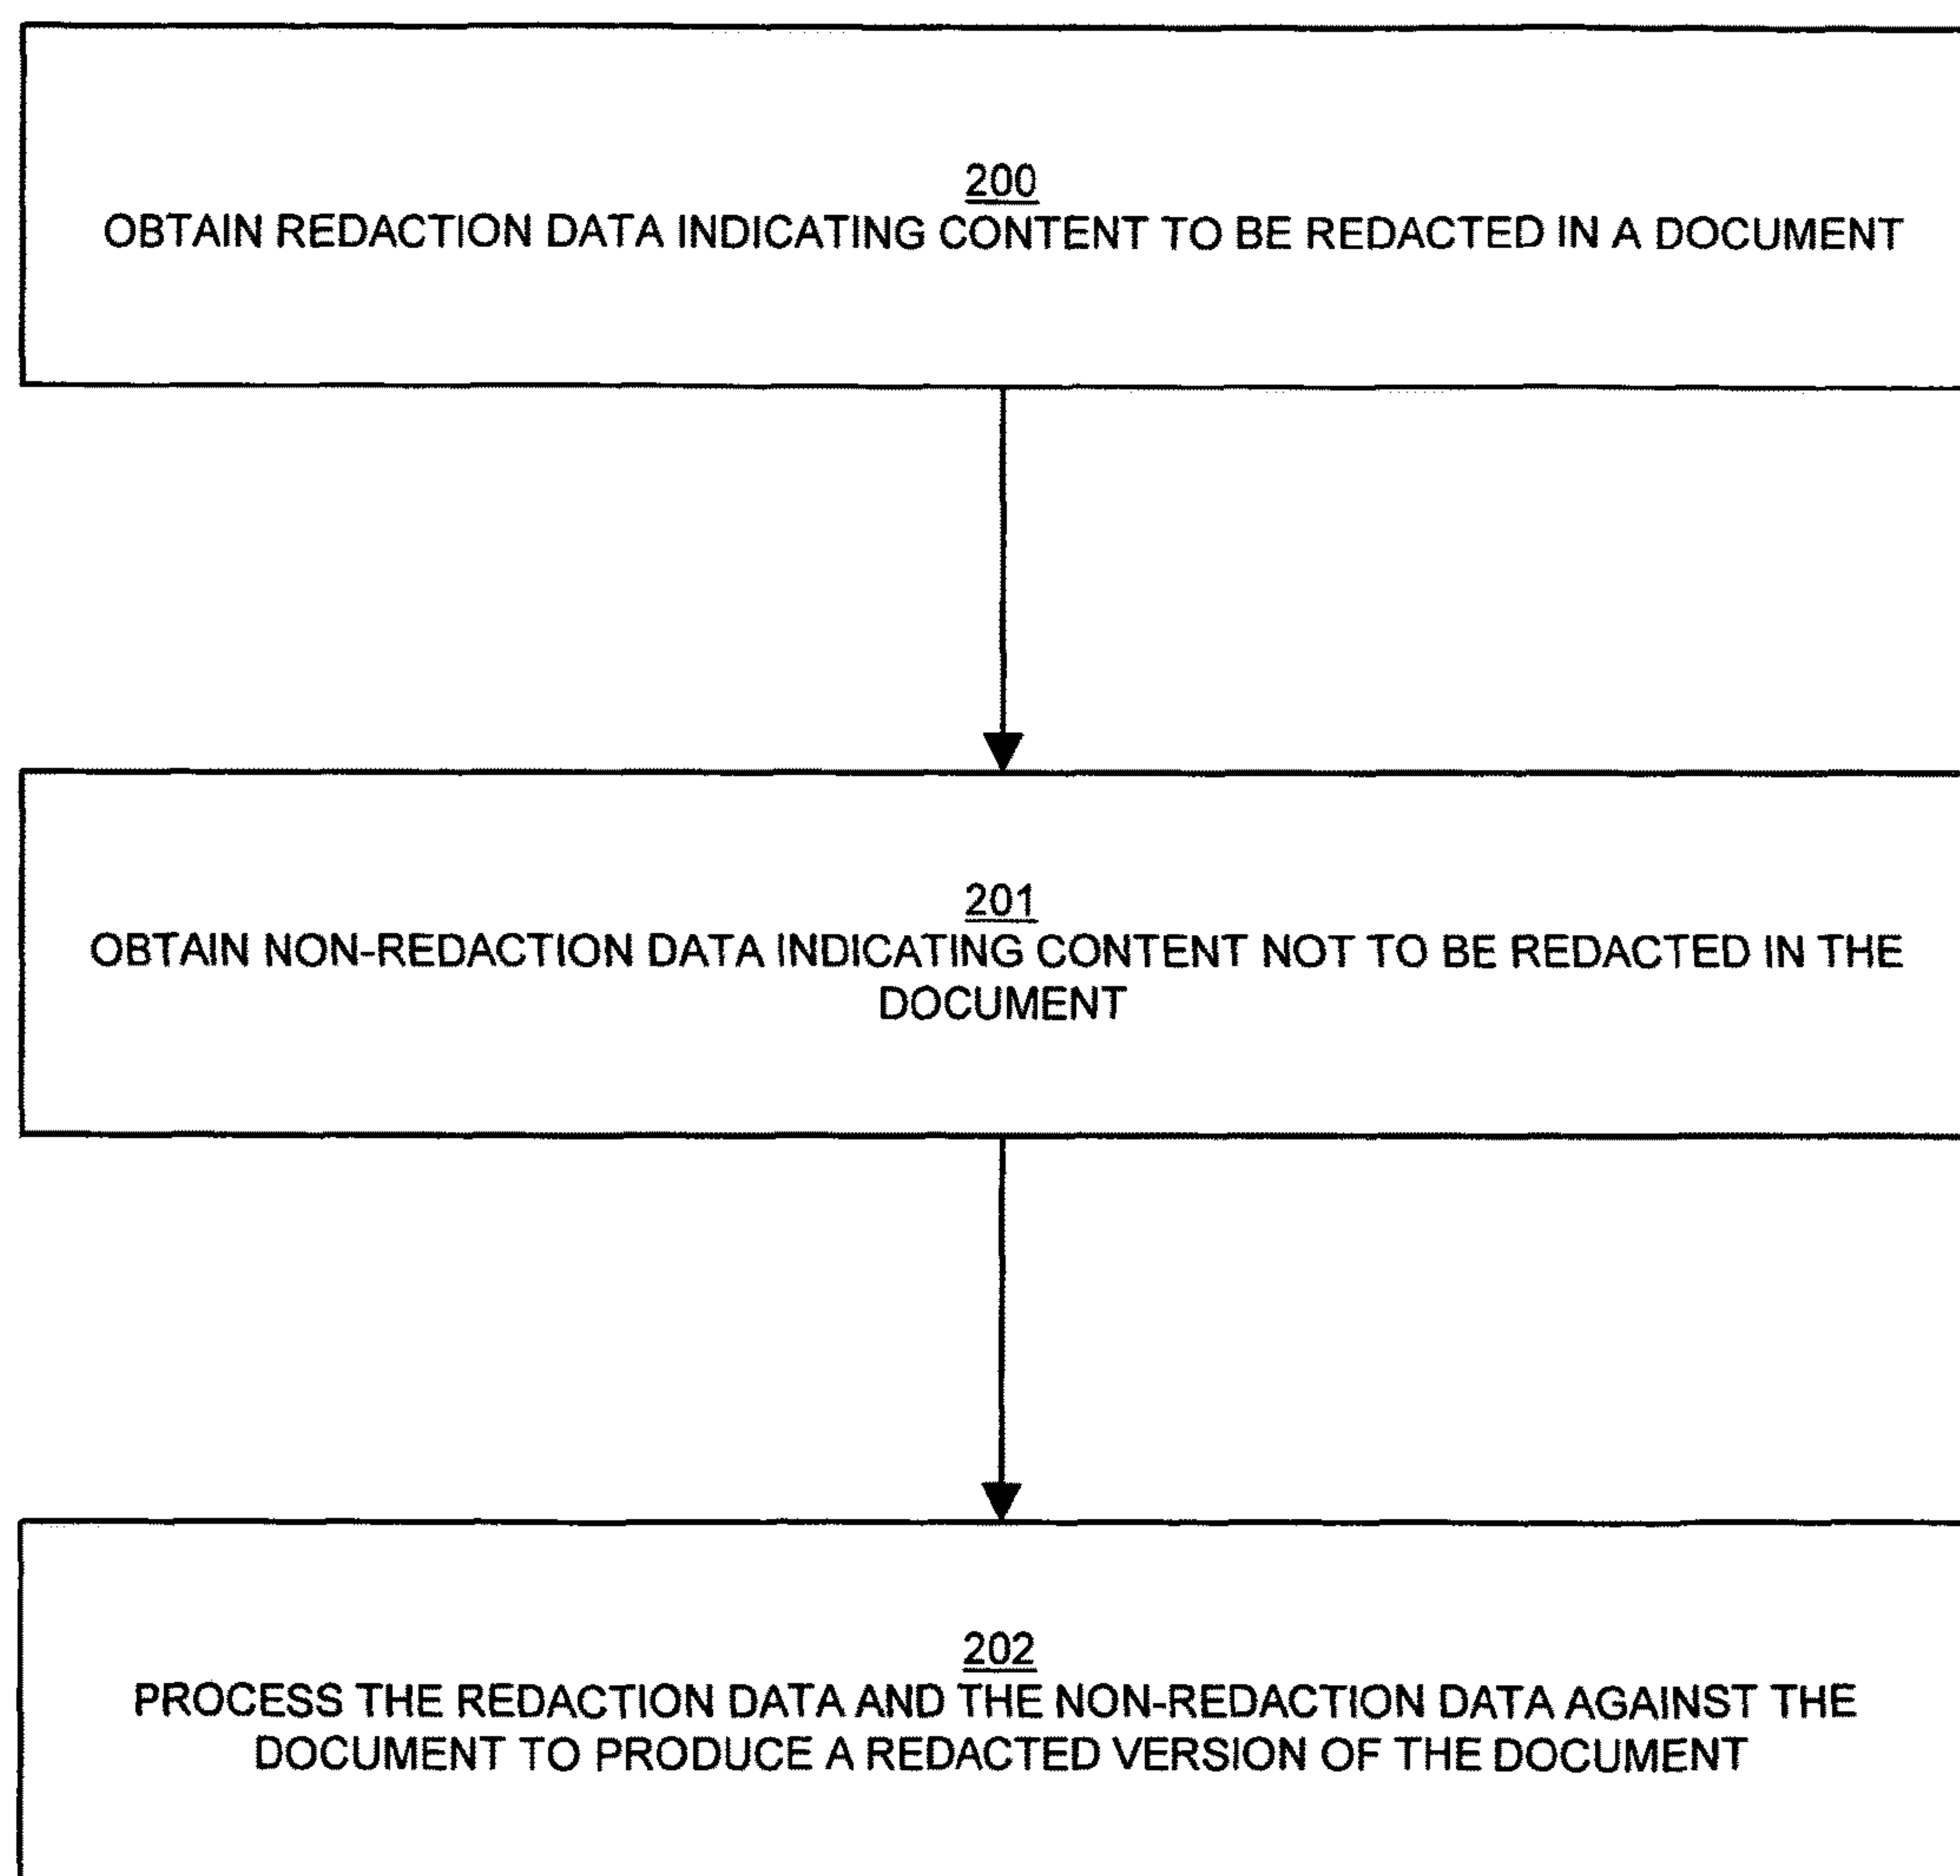 200
OBTAIN REDACTION DATA INDICATING CONTENT TO BE REDACTED IN A DOCUMENT
201
OBTAIN NON-REDACTION DATA INDICATING CONTENT NOT TO BE REDACTED IN THE
DOCUMENT
202
PROCESS THE REDACTION DATA AND THE NON-REDACTION DATA AGAINST THE
DOCUMENT TO PRODUCE A REDACTED VERSION OF THE DOCUMENT